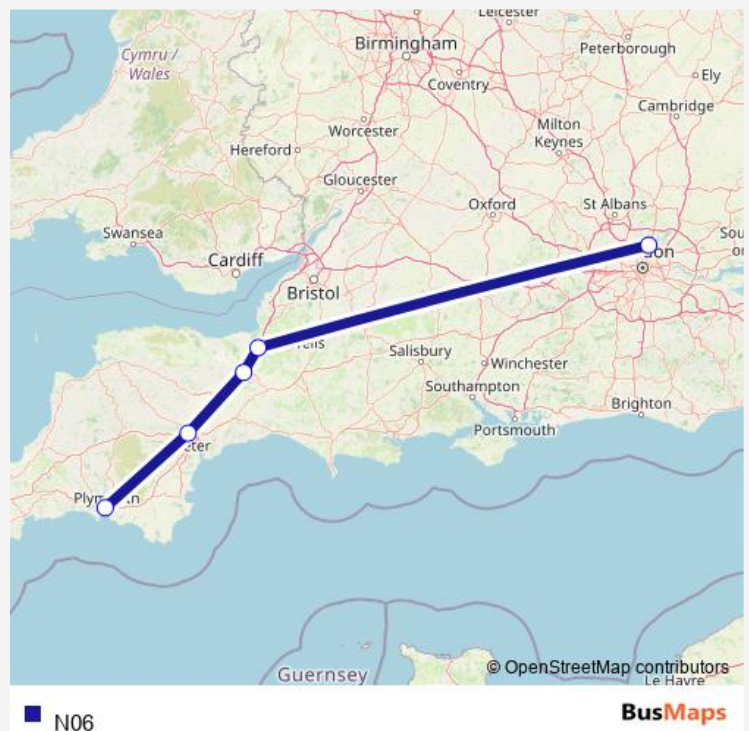 Leicester
Birmingham
Peterborough
Cymru /
Wales
Ely
Coventry
Cambridge
Worcester
Milton
Keynes
Hereford
Gloucester
Oxford
St Albans
Swansea
Cardiff
Bristol
Salisbury
Winchester
Southampton
Brighton
Portsmouth
© OpenStreetMap contributors
Guernsey
Le Havre
N06
BusMaps